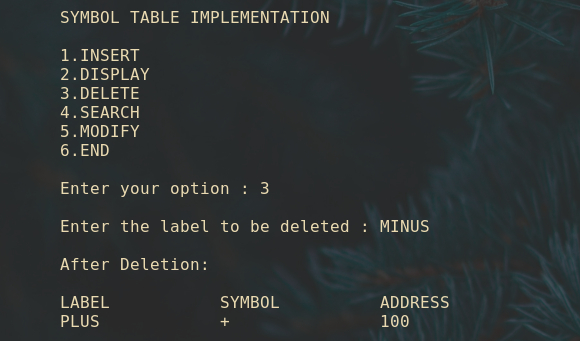 SYMBOL TABLE IMPLEMENTATION
1.INSERT
2.DISPLAY
3.DELETE
4.SEARCH
5.MODIFY
6.END
Enter your option : 3
Enter the label to be deleted : MINUS
After Deletion:
LABEL SYMBOL ADDRESS
PLUS + 100